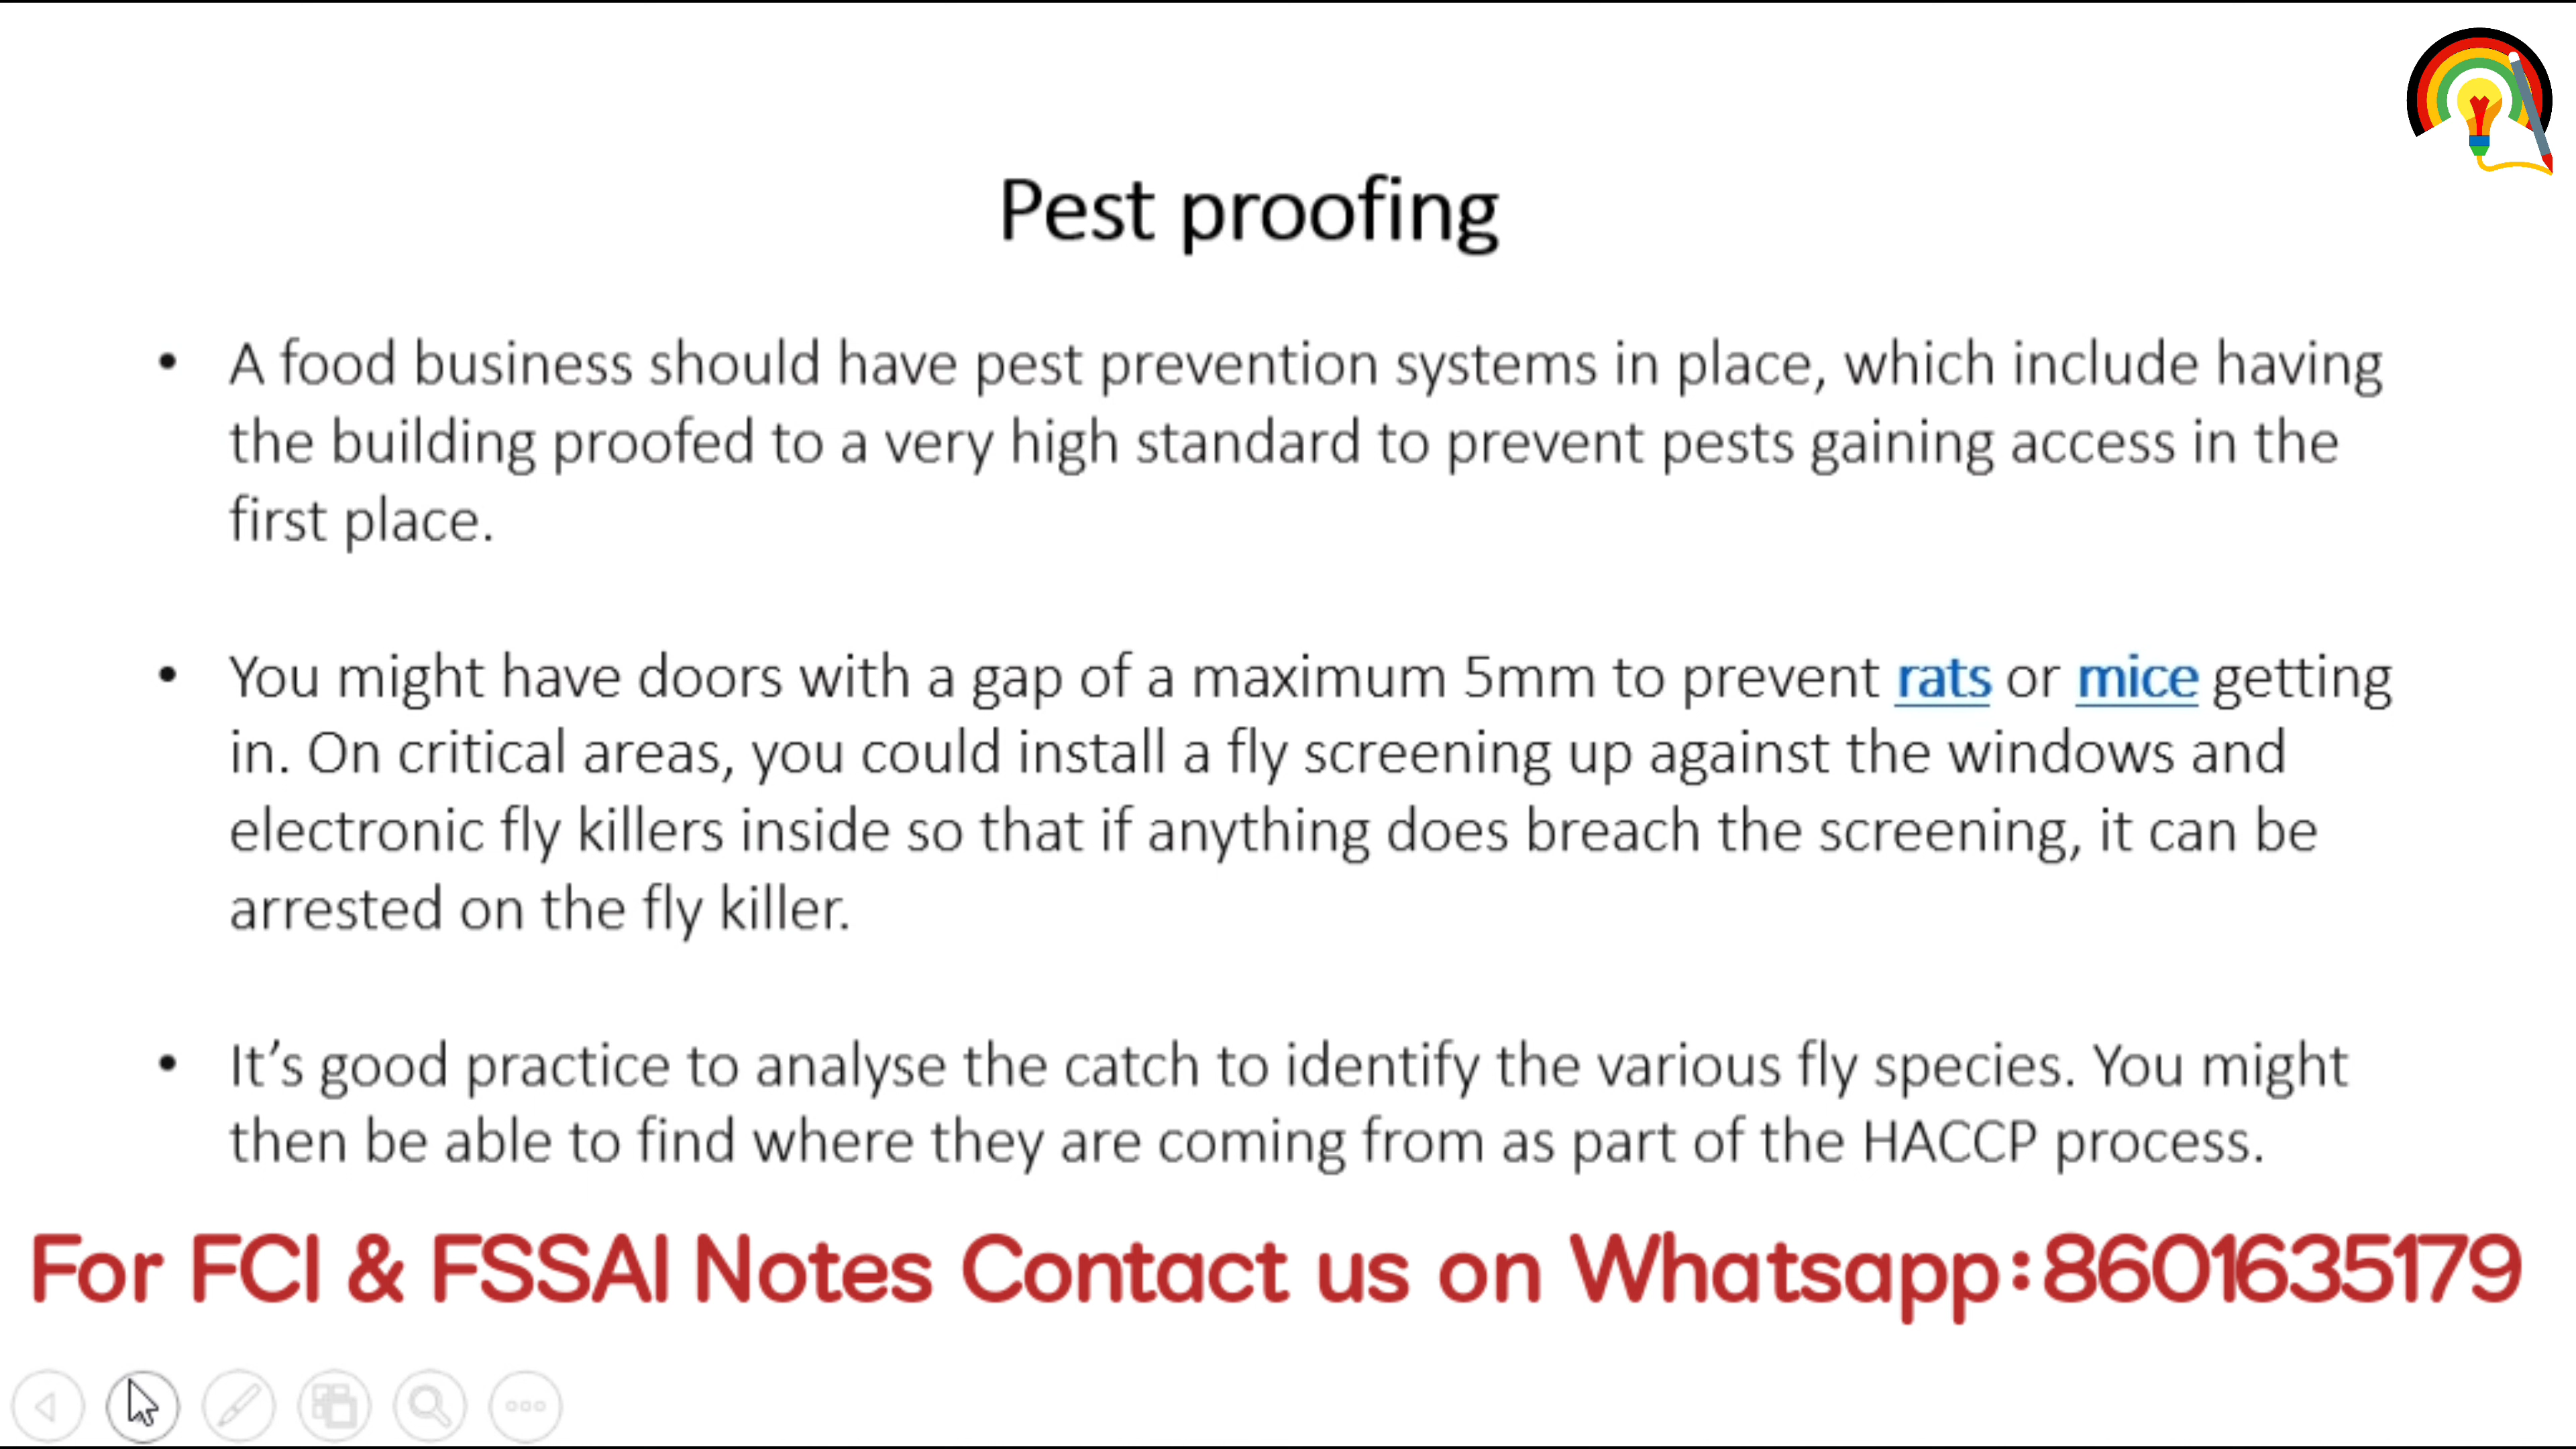 Pest proofing
• A food business should have pest prevention systems in place, which include having
the building proofed to a very high standard to prevent pests gaining access in the
first place.
• You might have doors with a gap of a maximum 5mm to prevent rats or mice getting
in. On critical areas, you could install a fly screening up against the windows and
electronic fly killers inside so that if anything does breach the screening, it can be
arrested on the fly killer.
• It’s good practice to analyse the catch to identify the various fly species. You might
then be able to find where they are coming from as part of the HACCP process.
For FCI & FSSAI Notes Contact us on Whatsapp:8601635179